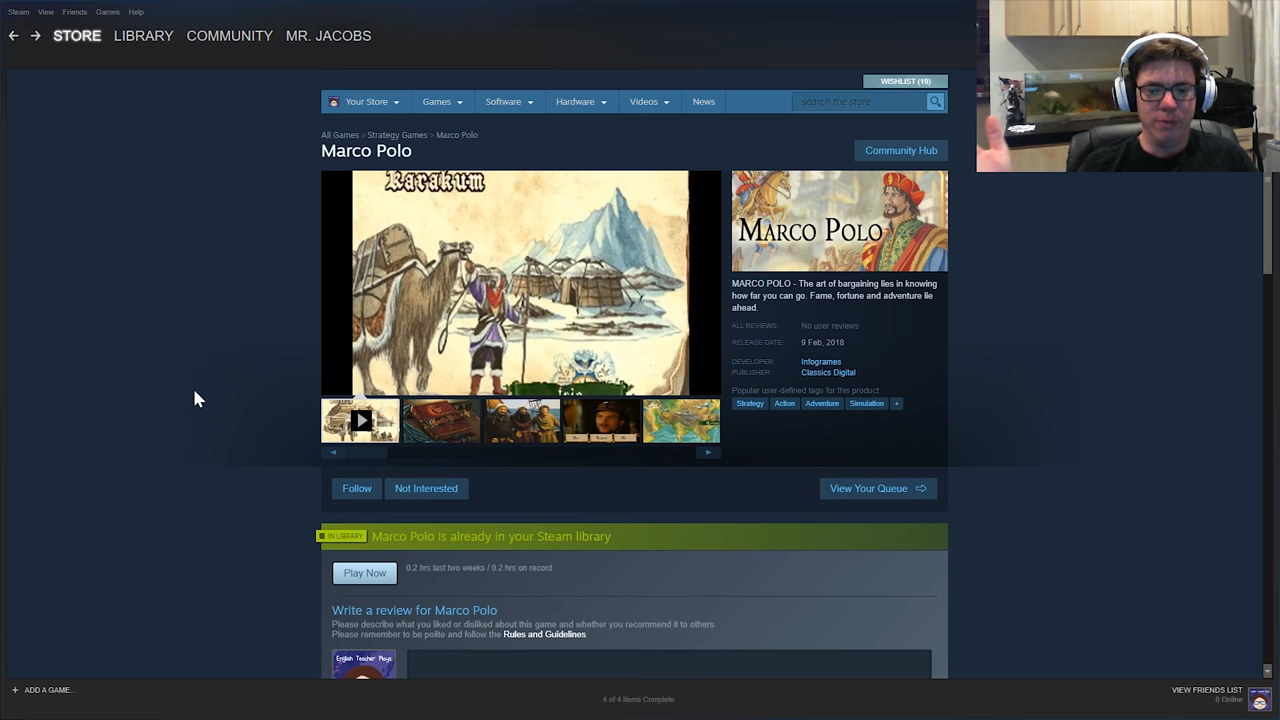 Steam View Friends Games Help
STORE LIBRARY COMMUNITY MR. JACOBS
WISHLIST (19)
Your Store Games Software Hardware Videos News search the store
All Games > Strategy Games > Marco Polo
Marco Polo
Community Hub
Karakum
MARCO POLO
MARCO POLO - The art of bargaining lies in knowing
how far you can go. Fame, fortune and adventure lie
ahead.
ALL REVIEWS: No user reviews
RELEASE DATE: 9 Feb, 2018
DEVELOPER: Infogrames
PUBLISHER: Classics Digital
Popular user-defined tags for this product:
Strategy Action Adventure Simulation +
Follow Not Interested View Your Queue
IN LIBRARY Marco Polo is already in your Steam library
Play Now 0.2 hrs last two weeks / 0.2 hrs on record
Write a review for Marco Polo
Please describe what you liked or disliked about this game and whether you recommend it to others.
Please remember to be polite and follow the Rules and Guidelines
English Teacher Plays
+ ADD A GAME...
4 of 4 Items Complete
VIEW FRIENDS LIST
0 Online